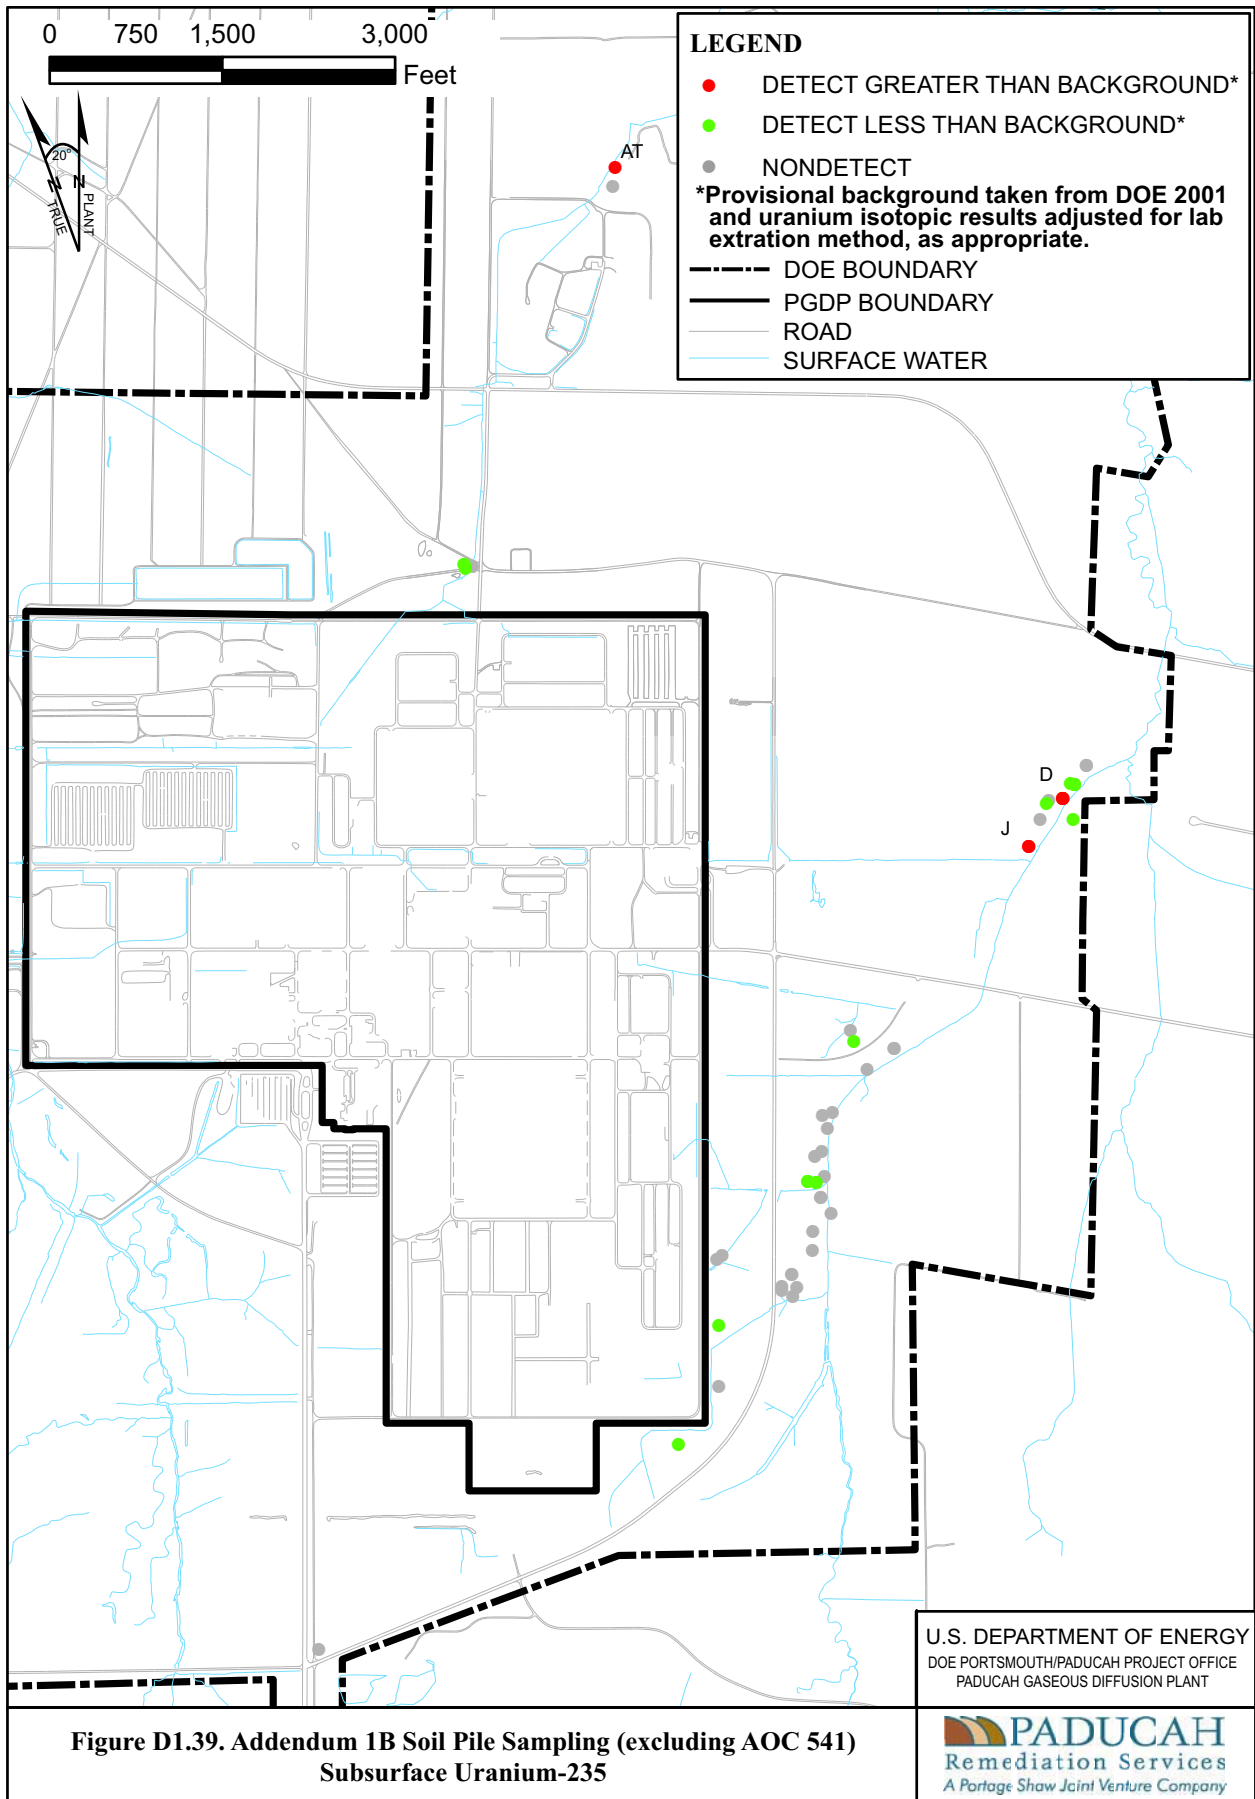 0 750 1,500 3,000
Feet
20°
N N
TRUE
PLANT
LEGEND
DETECT GREATER THAN BACKGROUND*
DETECT LESS THAN BACKGROUND*
NONDETECT
*Provisional background taken from DOE 2001
and uranium isotopic results adjusted for lab
extration method, as appropriate.
DOE BOUNDARY
PGDP BOUNDARY
ROAD
SURFACE WATER
AT
D
J
U.S. DEPARTMENT OF ENERGY
DOE PORTSMOUTH/PADUCAH PROJECT OFFICE
PADUCAH GASEOUS DIFFUSION PLANT
Figure D1.39. Addendum 1B Soil Pile Sampling (excluding AOC 541)
Subsurface Uranium-235
PADUCAH
Remediation Services
A Portage Shaw Joint Venture Company